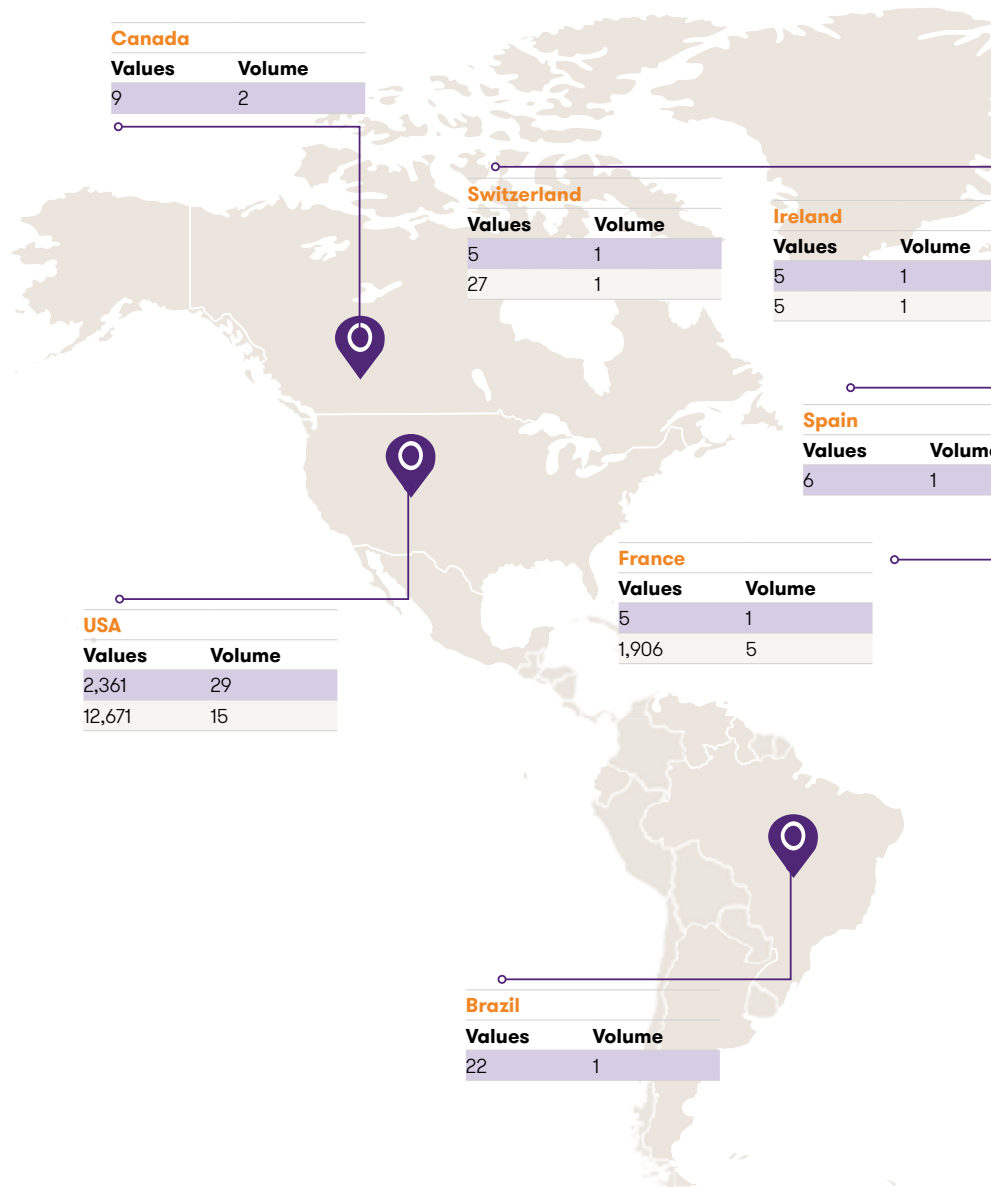 Canada
Values Volume
9 2
Switzerland
Values Volume
5 1
27 1
Ireland
Values Volume
5 1
5 1
Spain
Values Volum
6 1
France
Values Volume
5 1
1,906 5
USA
Values Volume
2,361 29
12,671 15
Brazil
Values Volume
22 1